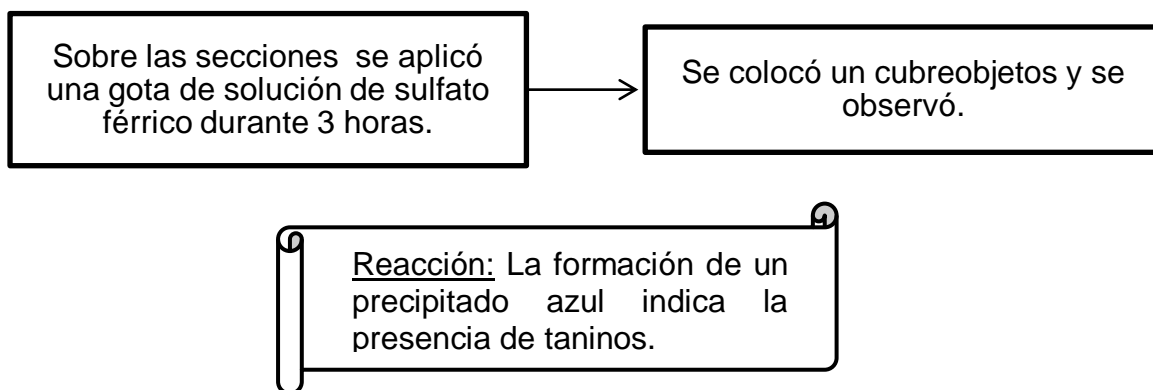 Sobre las secciones se aplicó
una gota de solución de sulfato
férrico durante 3 horas.
Se colocó un cubreobjetos y se
observó.
Reacción: La formación de un
precipitado azul indica la
presencia de taninos.